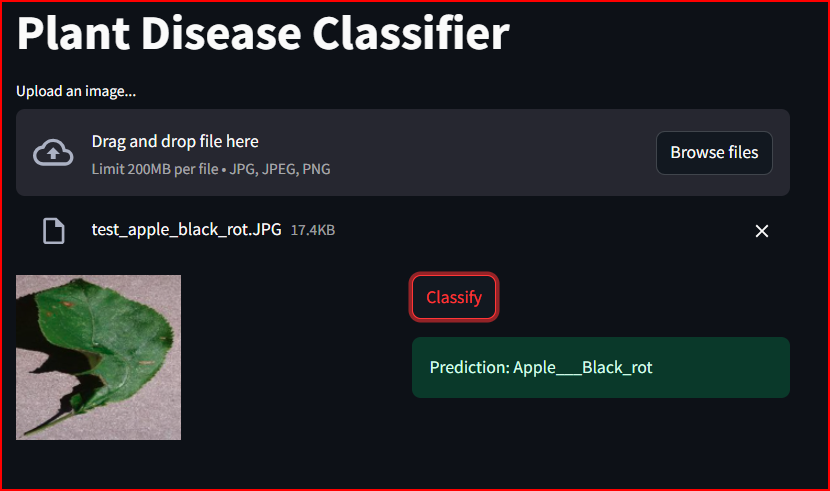 Plant Disease Classifier
Upload an image...
Drag and drop file here
Limit 200MB per file • JPG, JPEG, PNG
Browse files
test_apple_black_rot.JPG 17.4KB
Classify
Prediction: Apple___Black_rot